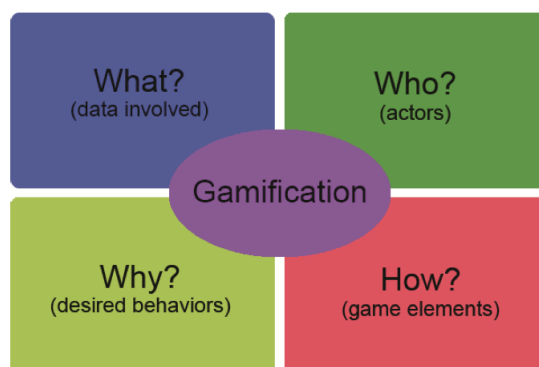 What?
(data involved)
Who?
(actors)
Gamification
Why?
(desired behaviors)
How?
(game elements)